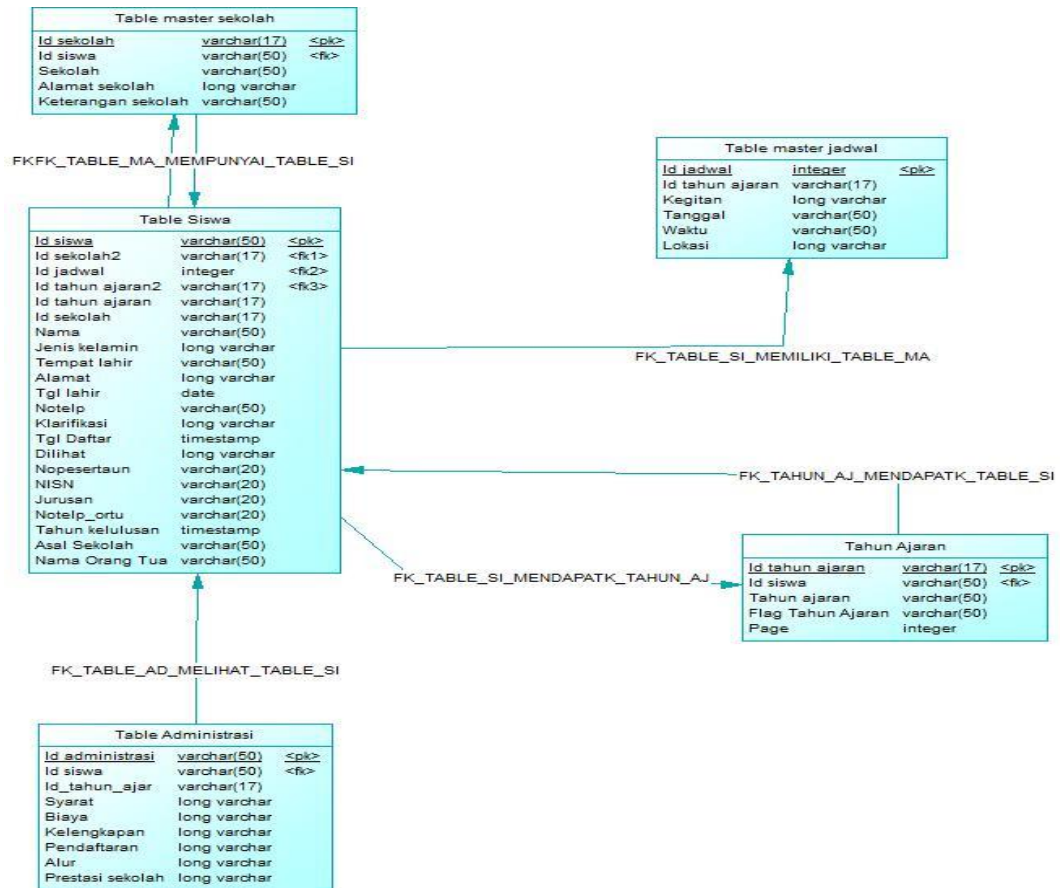 Table master sekolah
Id sekolah varchar(17) <pk>
Id siswa varchar(50) <fk>
Sekolah varchar(50)
Alamat sekolah long varchar
Keterangan sekolah varchar(50)
FKFK_TABLE_MA_MEMPUNYAI_TABLE_SI
Table Siswa
Id siswa varchar(50) <pk>
Id sekolah2 varchar(17) <fk1>
Id jadwal integer <fk2>
Id tahun ajaran2 varchar(17) <fk3>
Id tahun ajaran varchar(17)
Id sekolah varchar(17)
Nama varchar(50)
Jenis kelamin long varchar
Tempat lahir varchar(50)
Alamat long varchar
Tgl lahir date
Notelp varchar(50)
Klarifikasi long varchar
Tgl Daftar timestamp
Dilihat long varchar
Nopesertaun varchar(20)
NISN varchar(20)
Jurusan varchar(20)
Notelp_ortu varchar(20)
Tahun kelulusan timestamp
Asal Sekolah varchar(50)
Nama Orang Tua varchar(50)
Table master jadwal
Id jadwal integer <pk>
Id tahun ajaran varchar(17)
Kegitan long varchar
Tanggal varchar(50)
Waktu varchar(50)
Lokasi long varchar
FK_TABLE_SI_MEMILIKI_TABLE_MA
FK_TAHUN_AJ_MENDAPATK_TABLE_SI
FK_TABLE_SI_MENDAPATK_TAHUN_AJ
Tahun Ajaran
Id tahun ajaran varchar(17) <pk>
Id siswa varchar(50) <fk>
Tahun ajaran varchar(50)
Flag Tahun Ajaran varchar(50)
Page integer
FK_TABLE_AD_MELIHAT_TABLE_SI
Table Administrasi
Id administrasi varchar(50) <pk>
Id siswa varchar(50) <fk>
Id_tahun_ajar varchar(17)
Syarat long varchar
Biaya long varchar
Kelengkapan long varchar
Pendaftaran long varchar
Alur long varchar
Prestasi sekolah long varchar